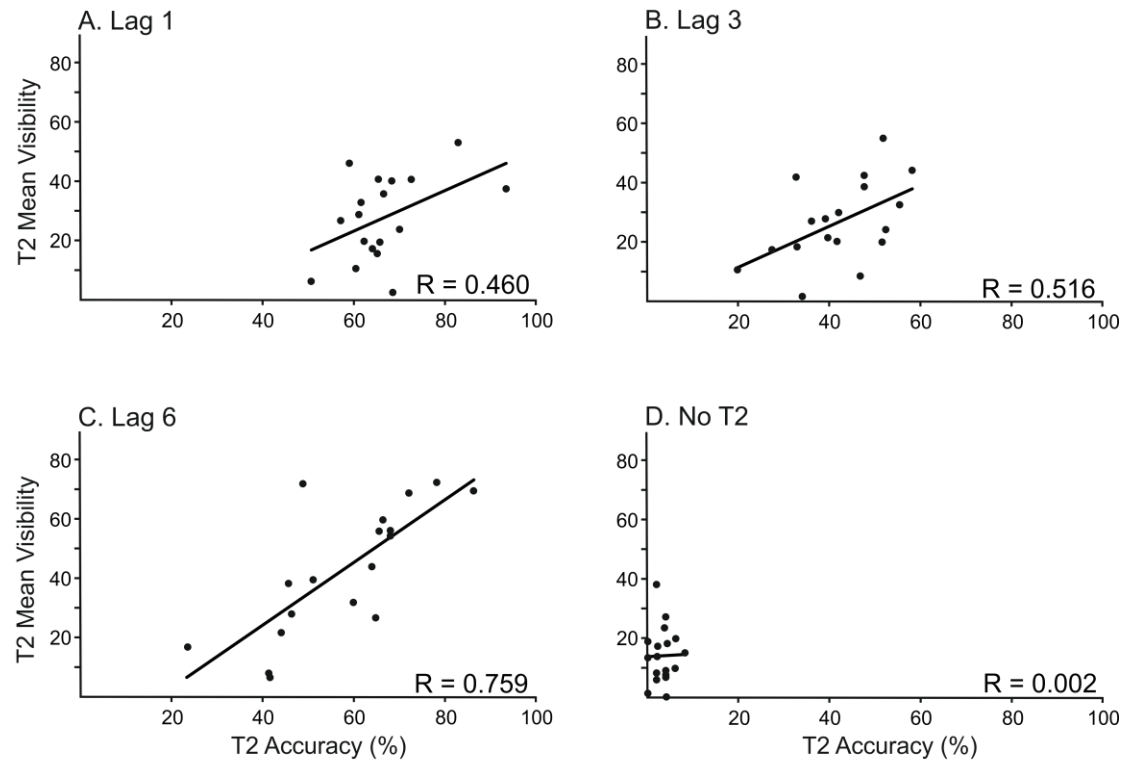 A. Lag 1
B. Lag 3
80
60
40
20
T2 Mean Visibility
R = 0.460
20 40 60 80 100
80
60
40
20
R = 0.516
20 40 60 80 100
C. Lag 6
D. No T2
80
60
40
20
T2 Mean Visibility
R = 0.759
20 40 60 80 100
T2 Accuracy (%)
80
60
40
20
R = 0.002
20 40 60 80 100
T2 Accuracy (%)